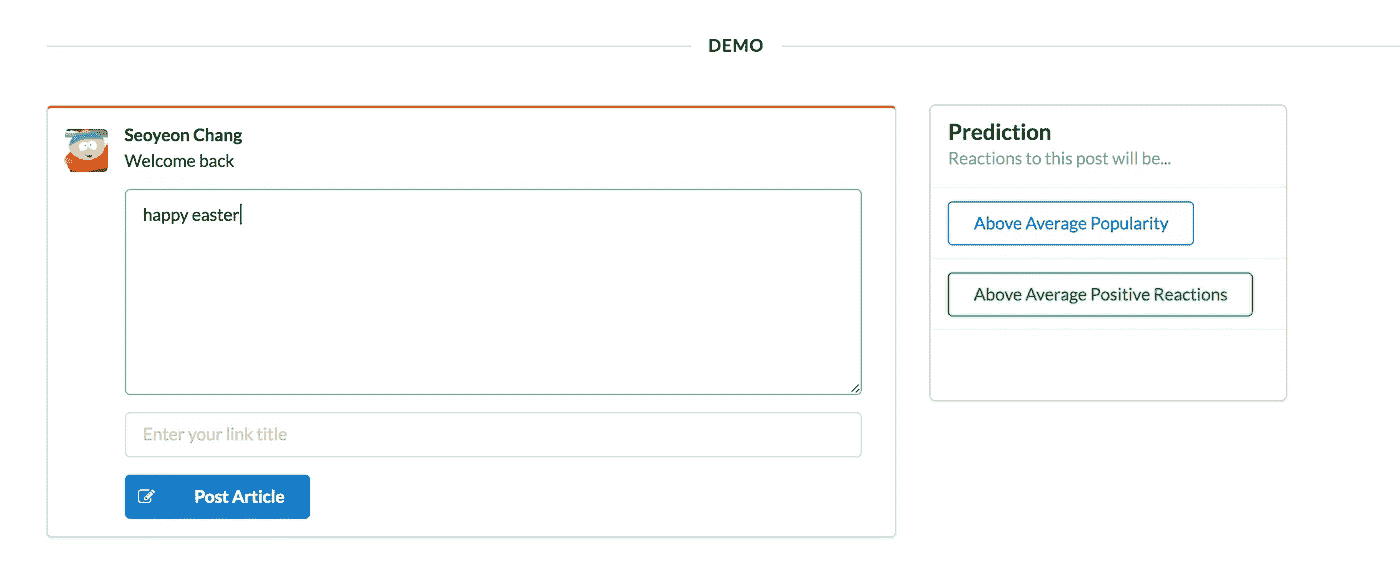 DEMO
Seoyeon Chang
Welcome back
happy easter
Enter your link title
Post Article
Prediction
Reactions to this post will be...
Above Average Popularity
Above Average Positive Reactions